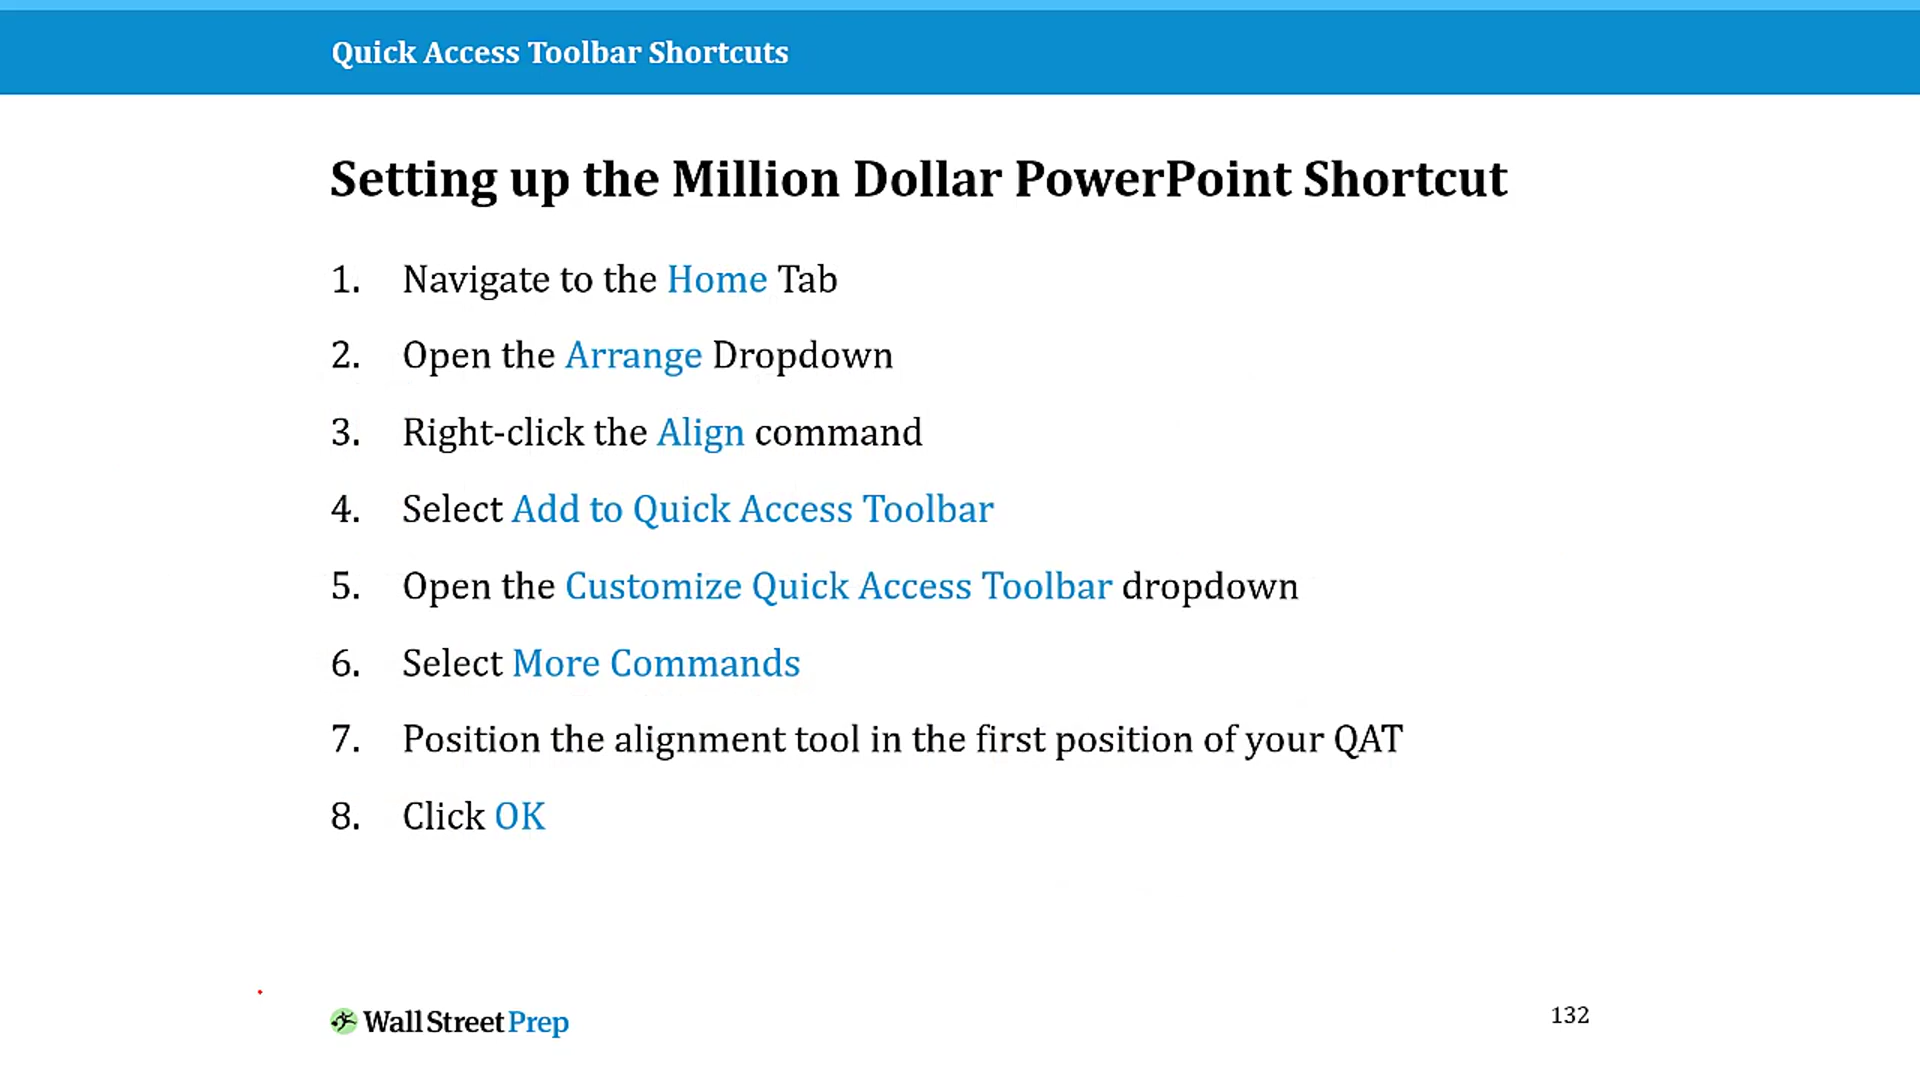 Quick Access Toolbar Shortcuts
Setting up the Million Dollar PowerPoint Shortcut
1. Navigate to the Home Tab
2. Open the Arrange Dropdown
3. Right-click the Align command
4. Select Add to Quick Access Toolbar
5. Open the Customize Quick Access Toolbar dropdown
6. Select More Commands
7. Position the alignment tool in the first position of your QAT
8. Click OK
Wall Street Prep
132